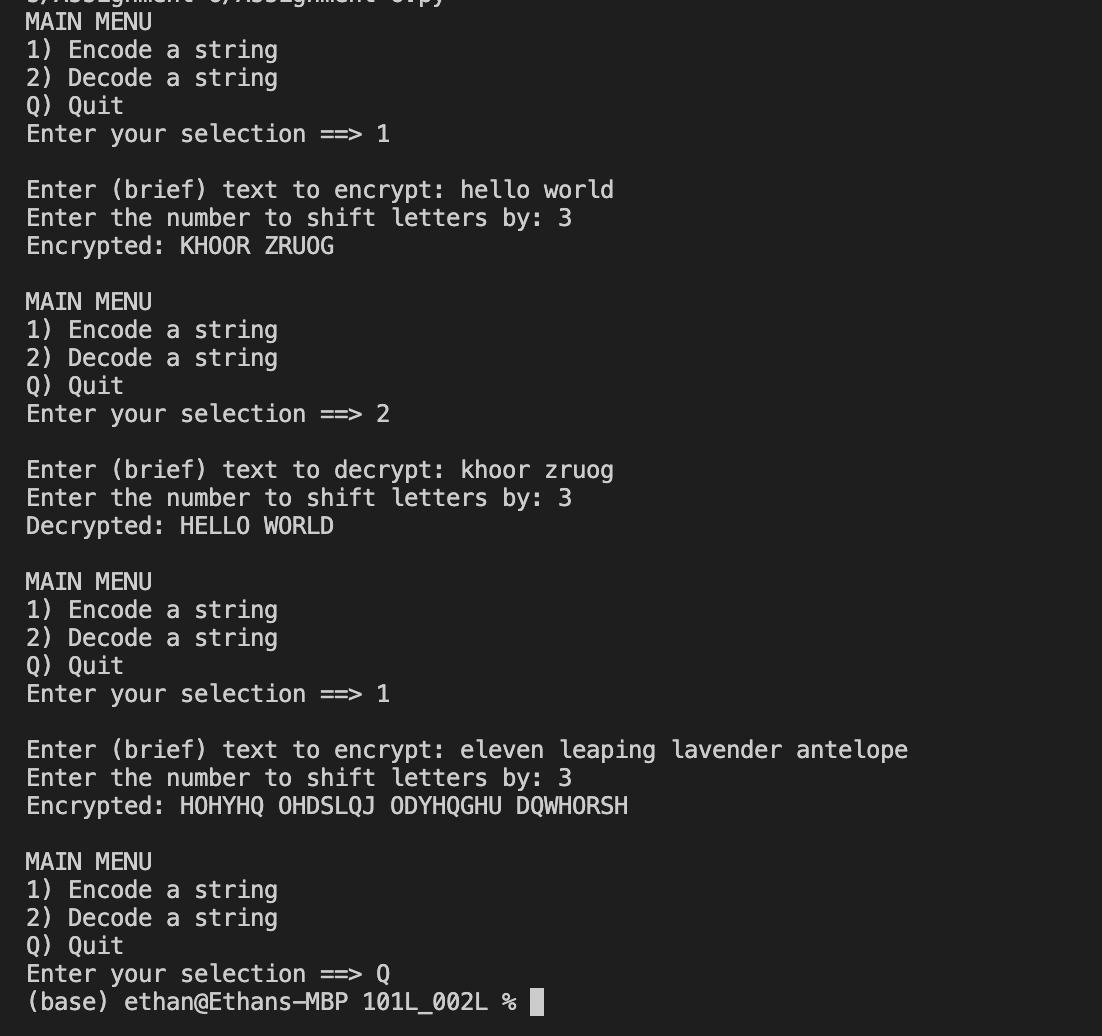 MAIN MENU
1) Encode a string
2) Decode a string
Q) Quit
Enter your selection ==> 1
Enter (brief) text to encrypt: hello world
Enter the number to shift letters by: 3
Encrypted: KHOOR ZRUOG
MAIN MENU
1) Encode a string
2) Decode a string
Q) Quit
Enter your selection ==> 2
Enter (brief) text to decrypt: khoor zruog
Enter the number to shift letters by: 3
Decrypted: HELLO WORLD
MAIN MENU
1) Encode a string
2) Decode a string
Q) Quit
Enter your selection ==> 1
Enter (brief) text to encrypt: eleven leaping lavender antelope
Enter the number to shift letters by: 3
Encrypted: HOHYHQ OHDSLQJ ODYHQGHU DQWHORSH
MAIN MENU
1) Encode a string
2) Decode a string
Q) Quit
Enter your selection ==> Q
(base) ethan@Ethans-MBP 101L_002L %